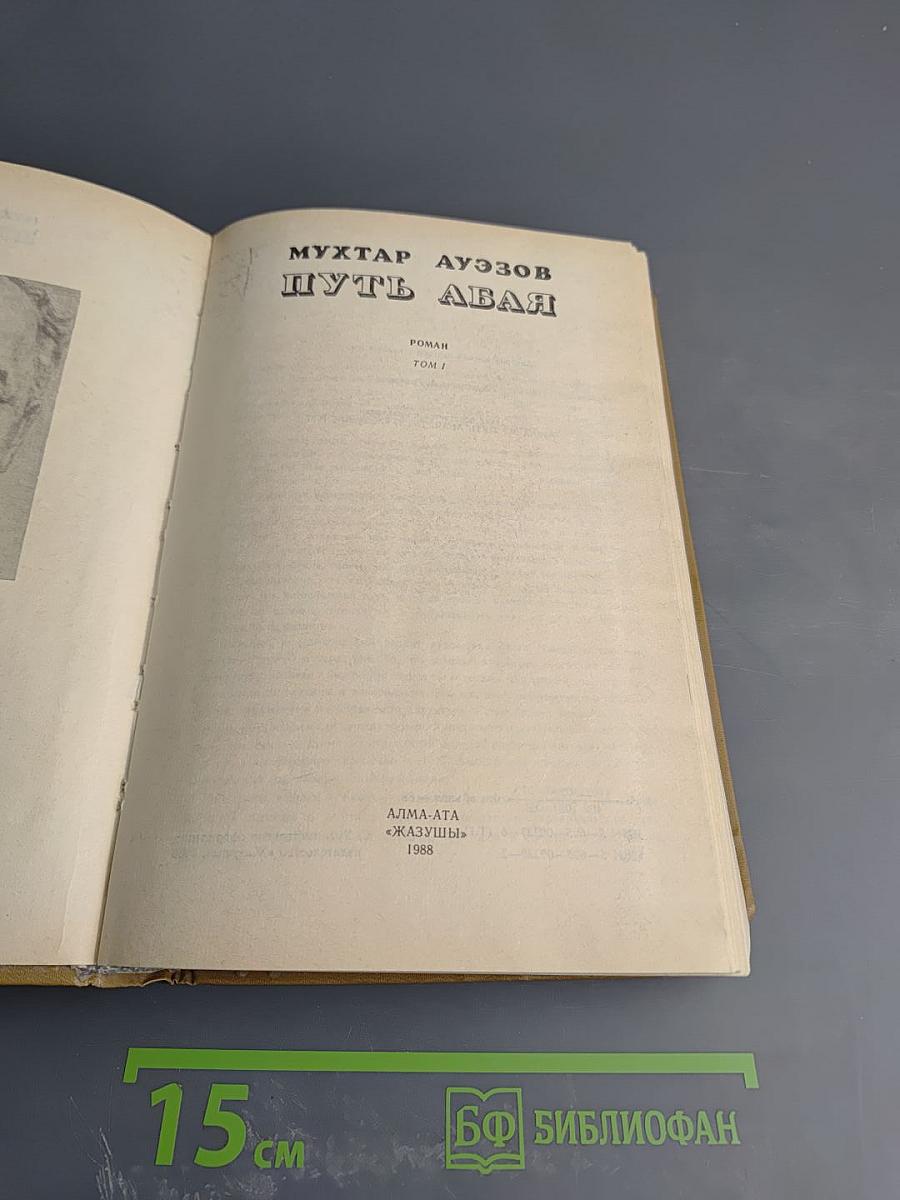 МУХТАР АУЭЗОВ
ПУТЬ АБАЯ
РОМАН
ТОМ I
АЛМА-АТА
«ЖАЗУШЫ»
1988
15 см
БФ БИБЛИОФАН